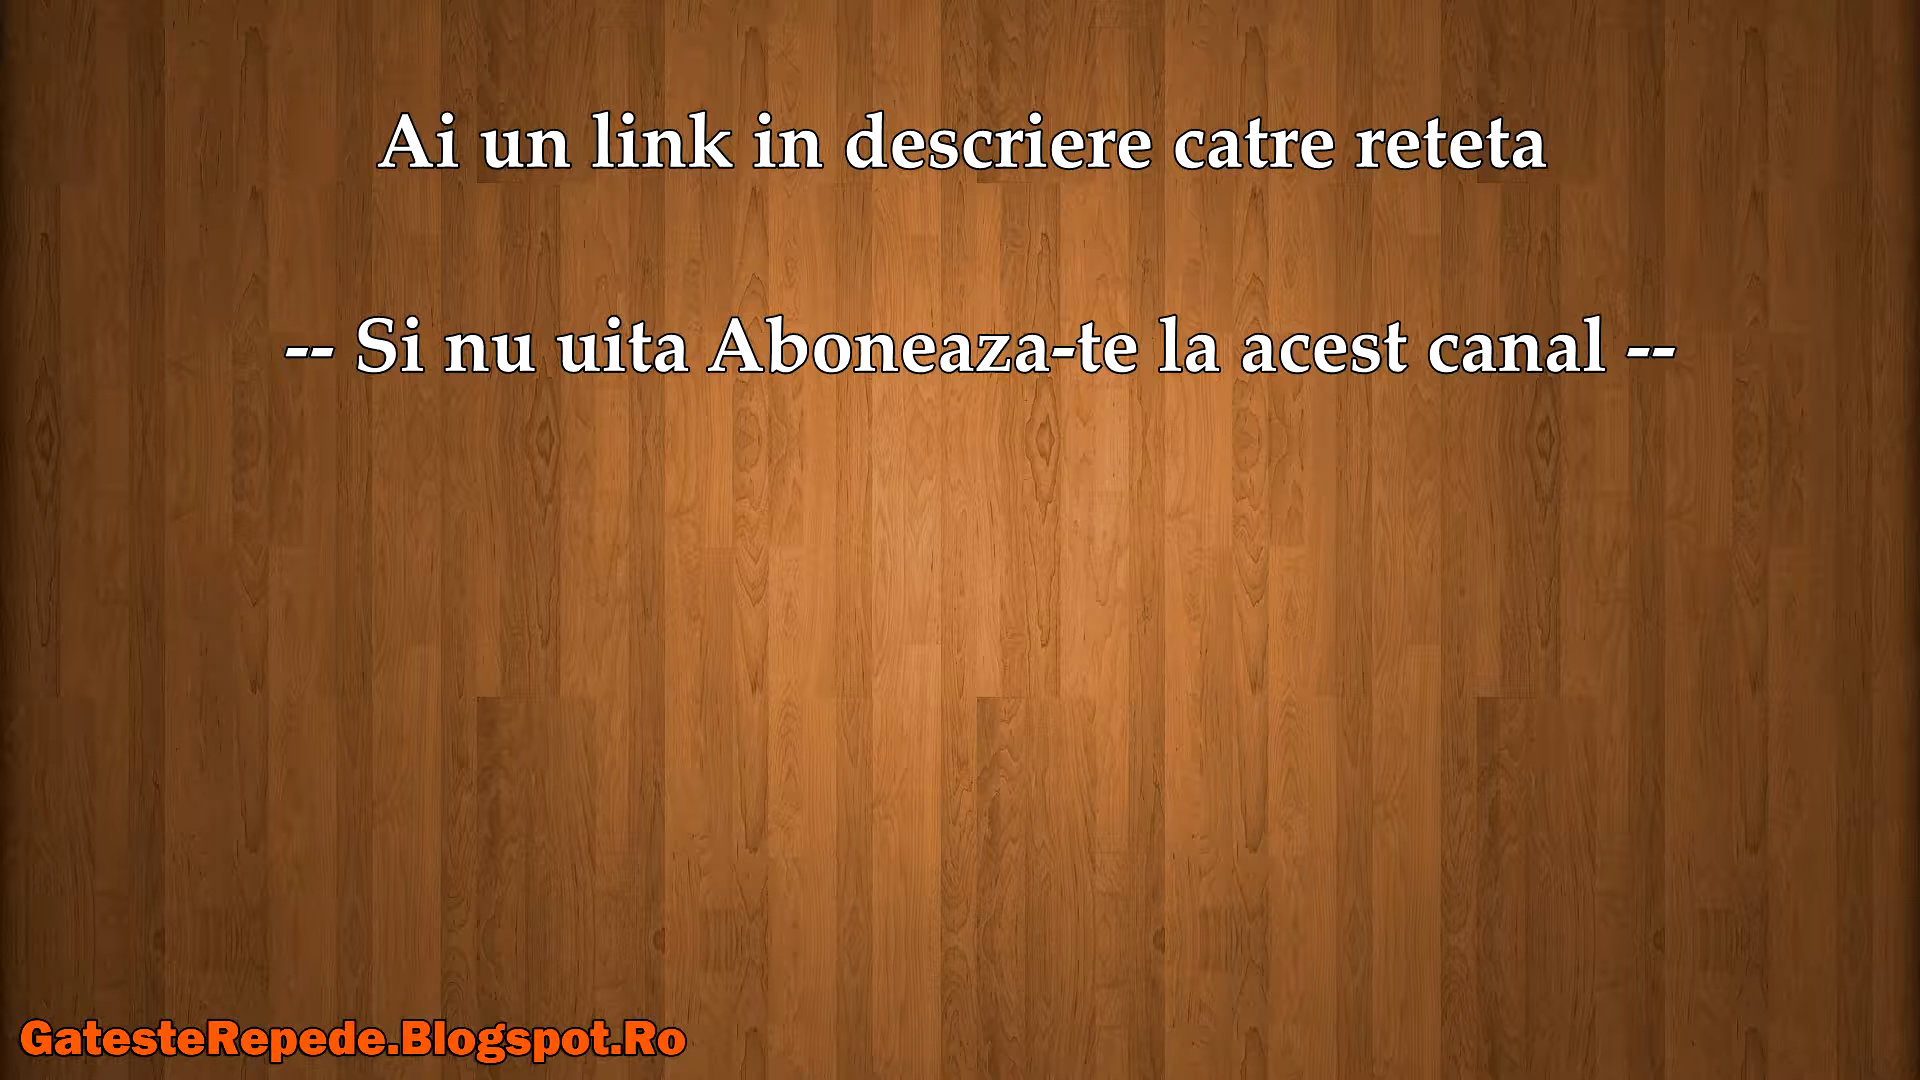 Ai un link in descriere catre reteta
-- Si nu uita Aboneaza-te la acest canal --
GatesteRepede.Blogspot.Ro